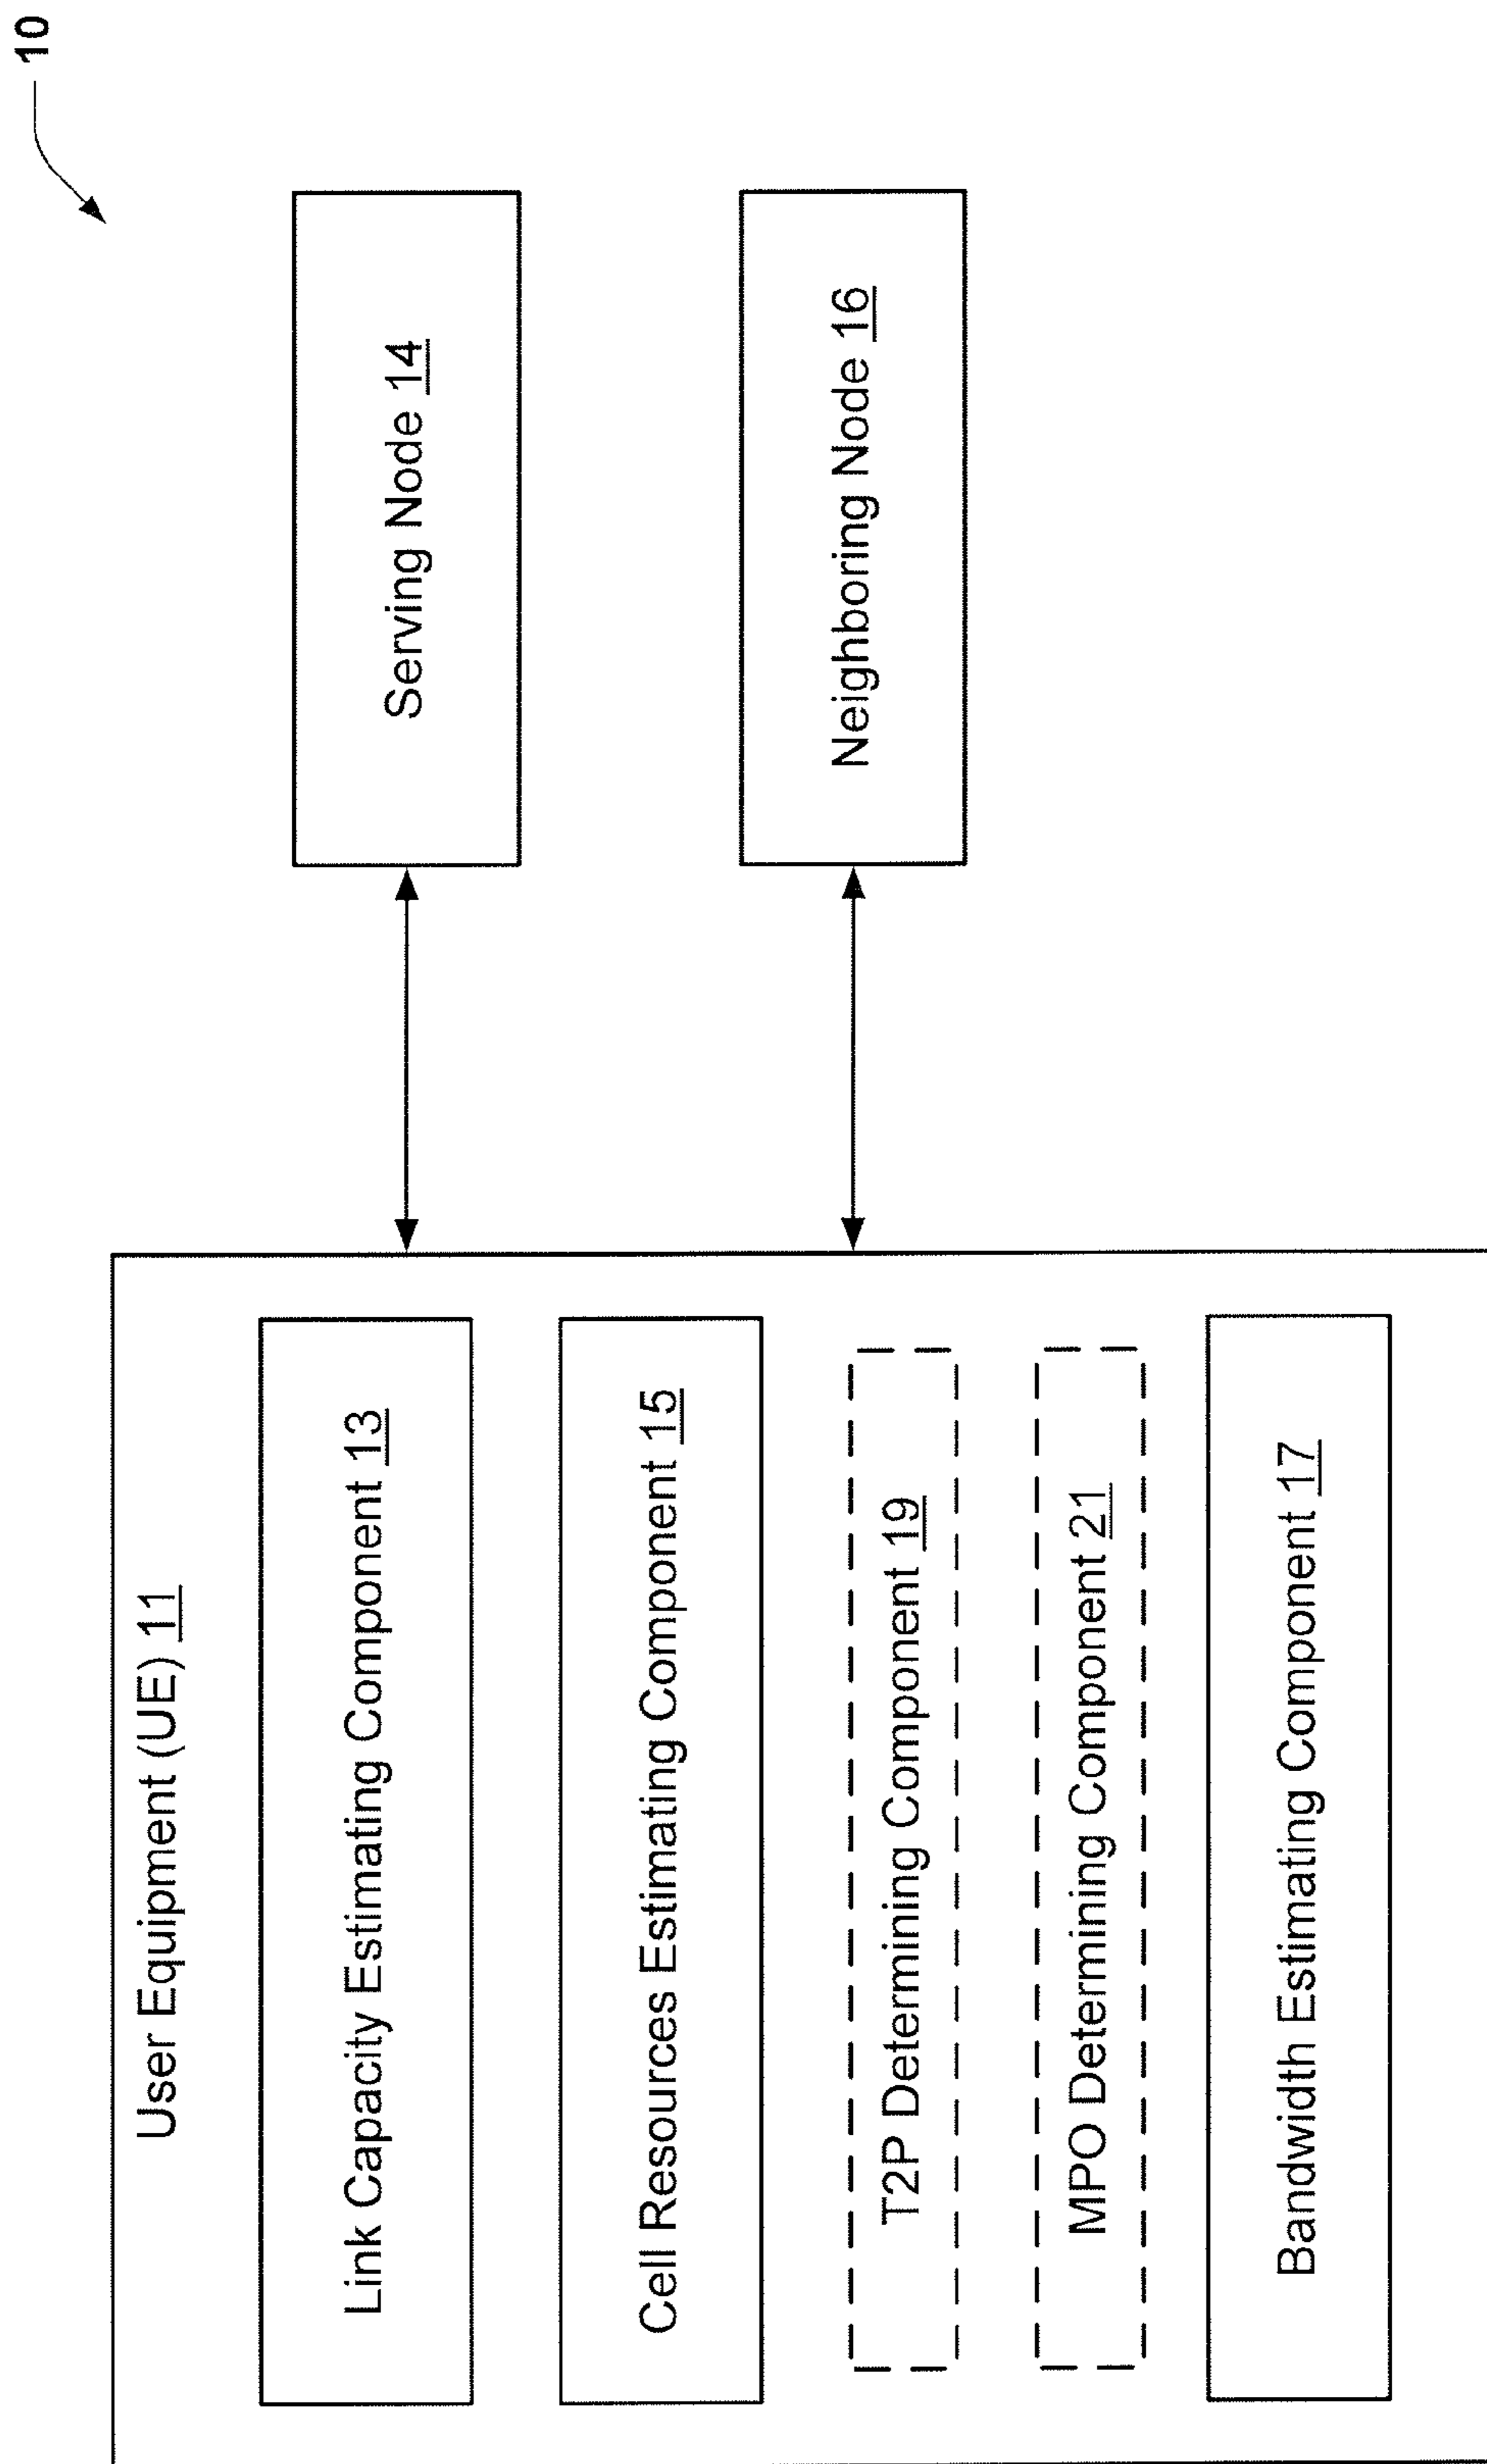 10
User Equipment (UE) 11
Link Capacity Estimating Component 13
Cell Resources Estimating Component 15
T2P Determining Component 19
MPO Determining Component 21
Bandwidth Estimating Component 17
Serving Node 14
Neighboring Node 16